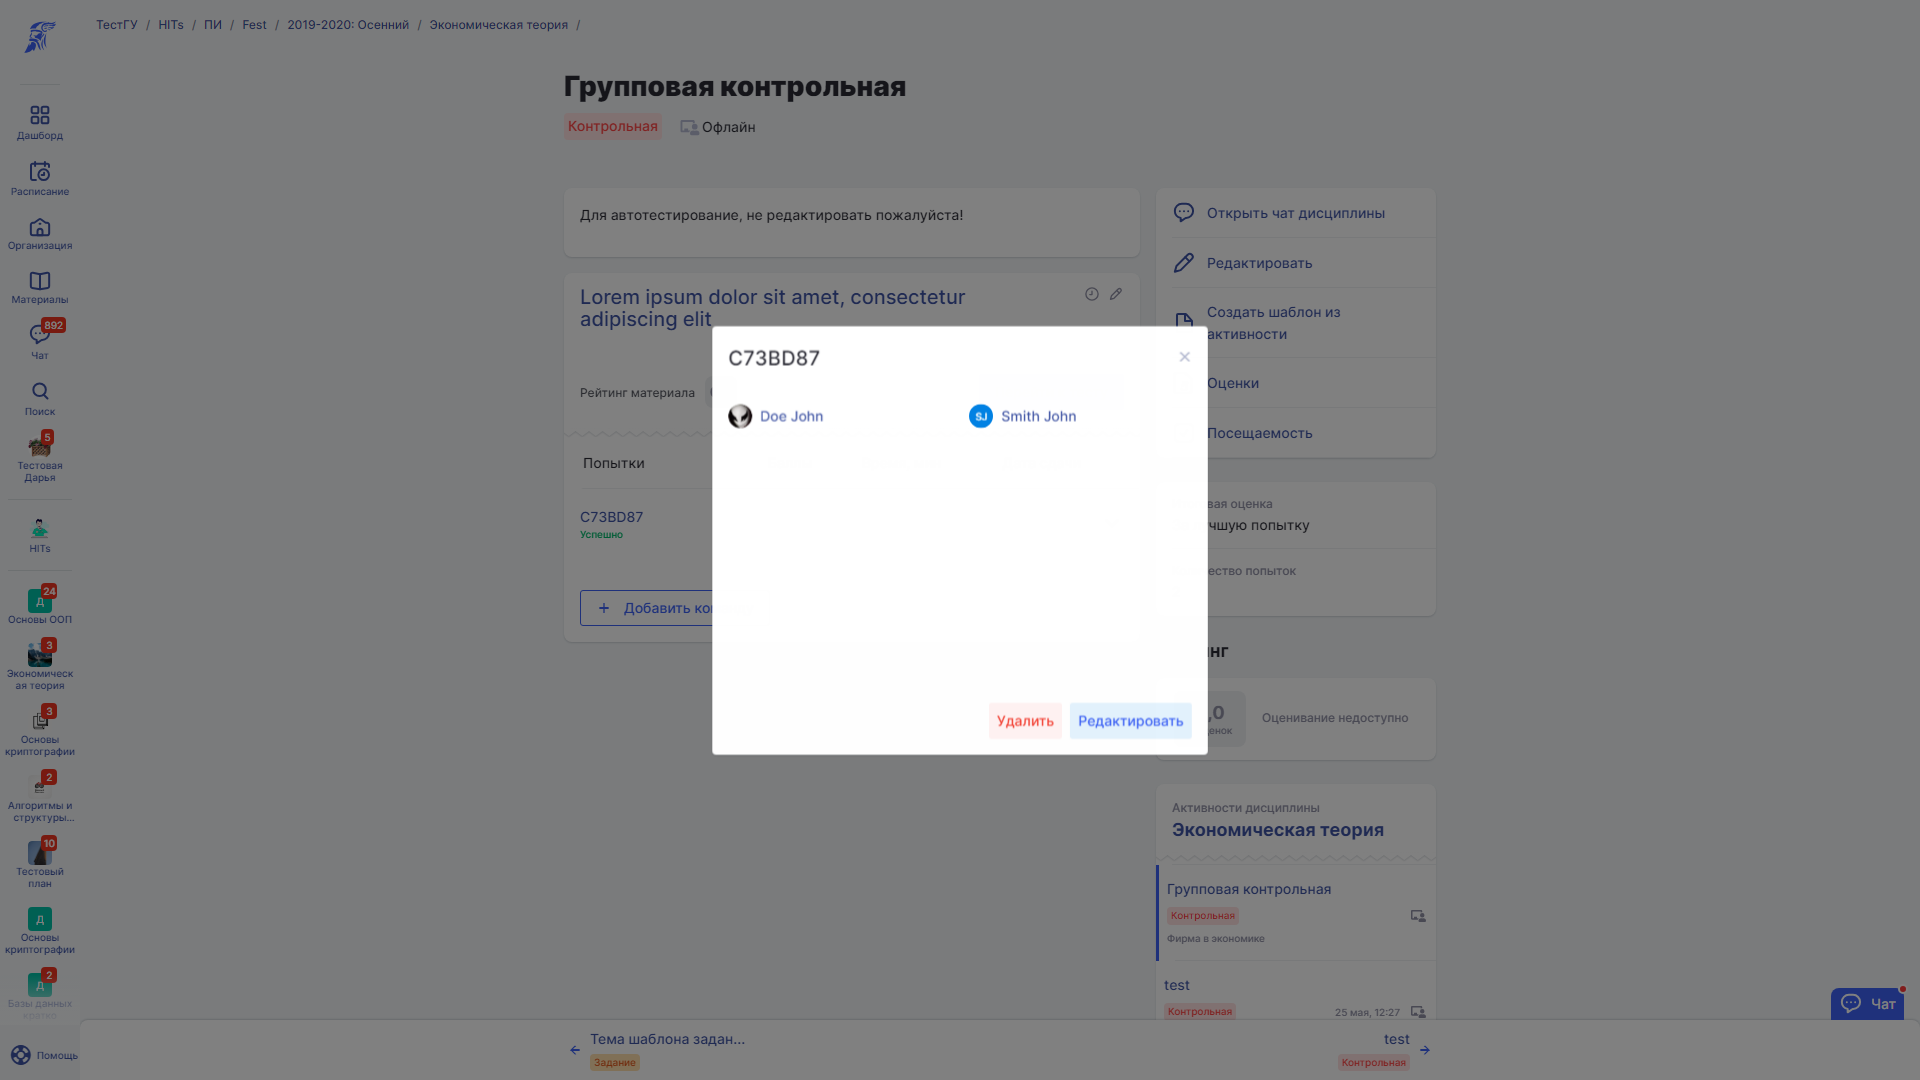 ТестГУ / HITs / ПИ / Fest / 2019-2020: Осенний / Экономическая теория /
Дашборд
Расписание
Организация
Материалы
892
Чат
Поиск
5
Тестовая
Дарья
HITs
24
Д
Основы ООП
3
Экономическ
ая теория
3
Основы
криптографии
2
Алгоритмы и
структуры...
10
Тестовый
план
Д
Основы
криптографии
2
Д
Базы данных
кратко
Помощь
Групповая контрольная
Контрольная
Офлайн
Для автотестирование, не редактировать пожалуйста!
Lorem ipsum dolor sit amet, consectetur
adipiscing elit
Рейтинг материала
Попытки
C73BD87
Успешно
+ Добавить ко
C73BD87
×
Doe John
SJ Smith John
Удалить
Редактировать
Открыть чат дисциплины
Редактировать
Создать шаблон из
активности
Оценки
Посещаемость
вая оценка
чшую попытку
ество попыток
нг
,0
енок
Оценивание недоступно
Активности дисциплины
Экономическая теория
Групповая контрольная
Контрольная
Фирма в экономике
test
Контрольная
25 мая, 12:27
Чат
Тема шаблона задан...
Задание
test
Контрольная